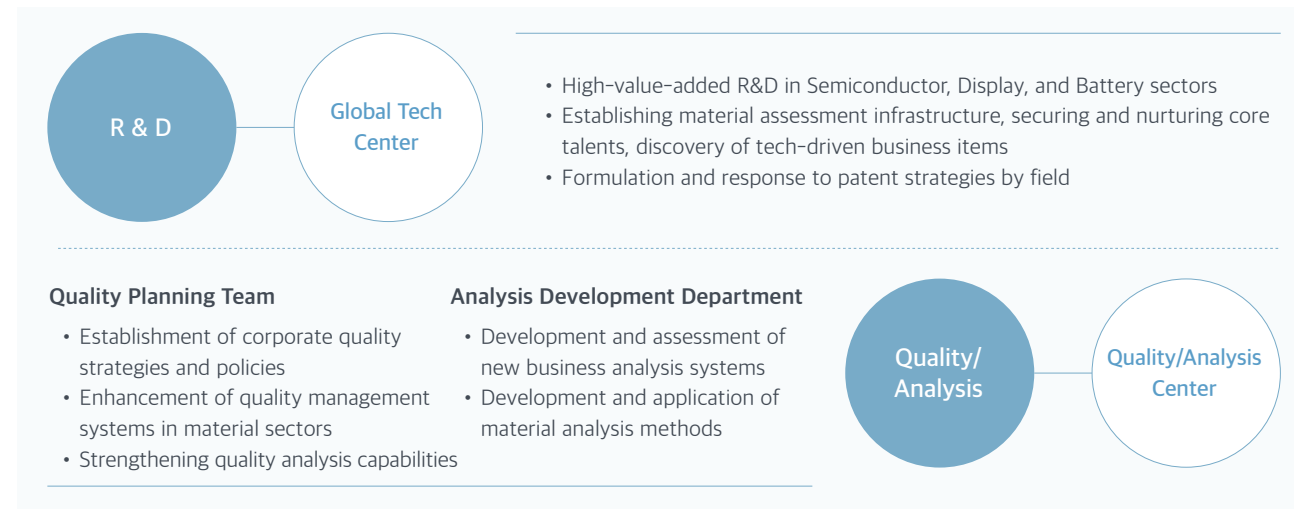 R & D
Global Tech
Center
• High-value-added R&D in Semiconductor, Display, and Battery sectors
• Establishing material assessment infrastructure, securing and nurturing core
talents, discovery of tech-driven business items
• Formulation and response to patent strategies by field
Quality Planning Team
• Establishment of corporate quality
strategies and policies
• Enhancement of quality management
systems in material sectors
• Strengthening quality analysis capabilities
Analysis Development Department
• Development and assessment of
new business analysis systems
• Development and application of
material analysis methods
Quality/
Analysis
Quality/Analysis
Center